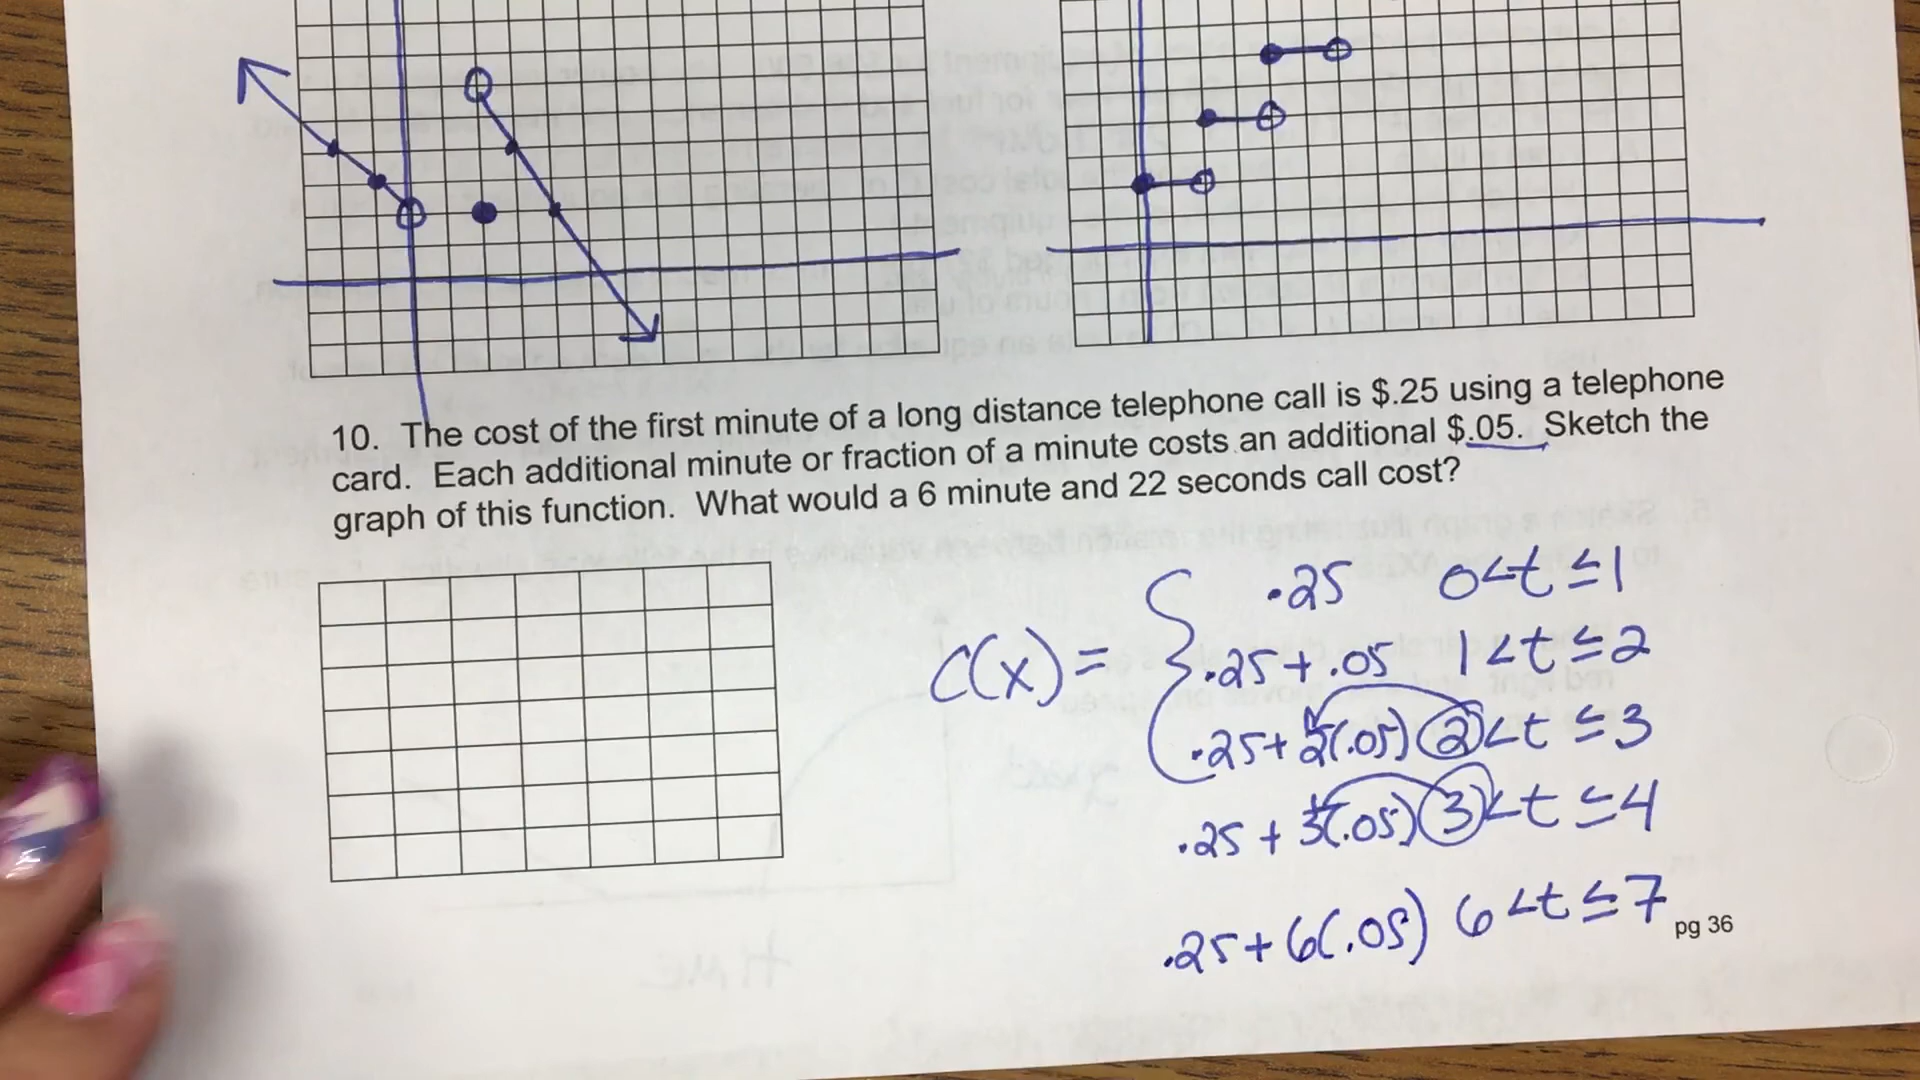 10. The cost of the first minute of a long distance telephone call is $.25 using a telephone
card. Each additional minute or fraction of a minute costs an additional $.05. Sketch the
graph of this function. What would a 6 minute and 22 seconds call cost?
.25 0<t≤1
C(x)= { .25+.05 1<t≤2
.25+2(.05) 2<t≤3
.25+3(.05) 3<t≤4
.25+6(.05) 6<t≤7
pg 36